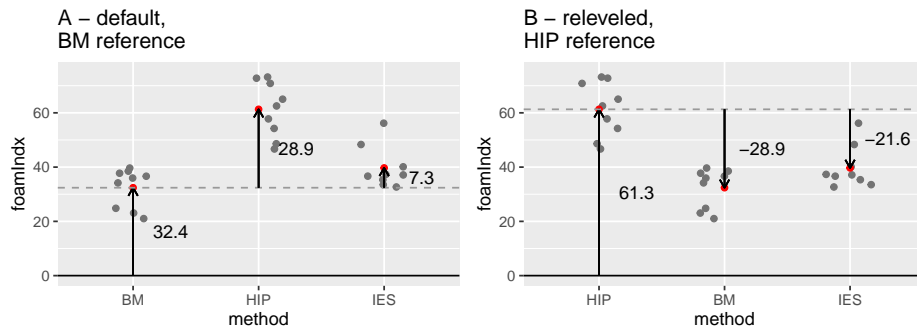 A – default,
BM reference
foamIndx
60
40
20
0
28.9
7.3
32.4
BM HIP IES
method
B – releveled,
HIP reference
foamIndx
60
40
20
0
−28.9
−21.6
61.3
HIP BM IES
method